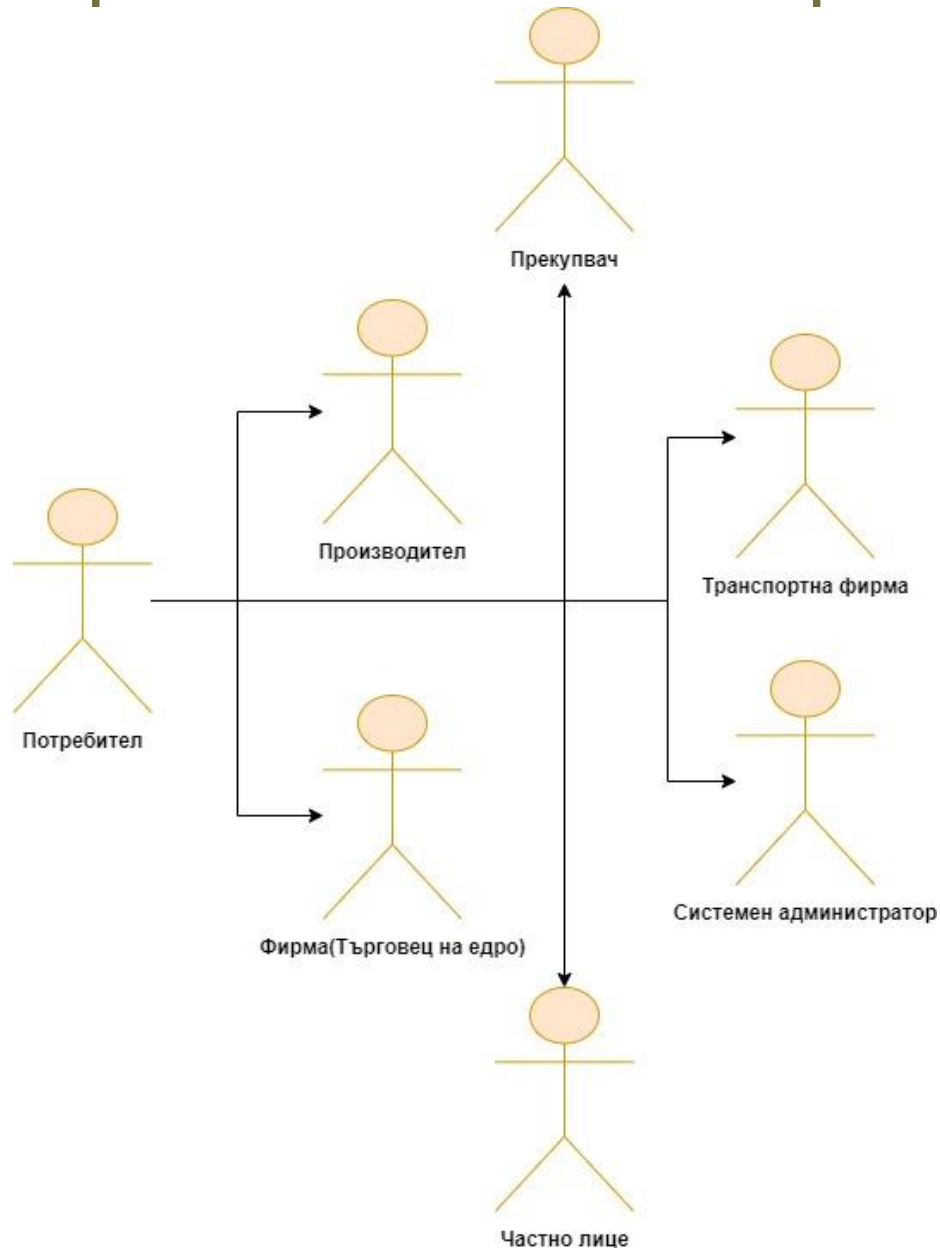 Прекупвач
Производител
Транспортна фирма
Потребител
Системен администратор
Фирма(Търговец на едро)
Частно лице